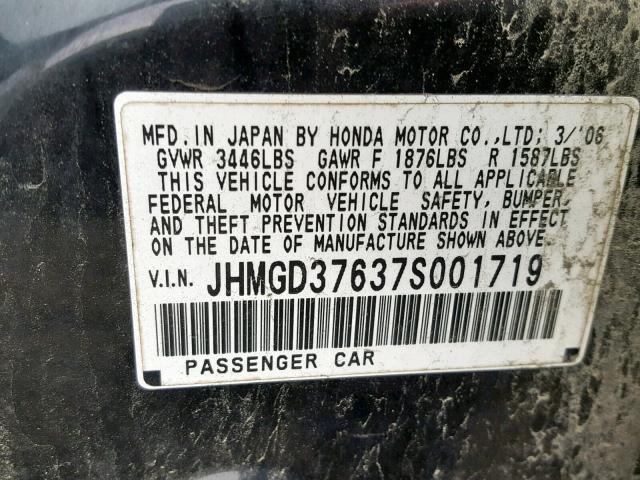 MFD. IN JAPAN BY HONDA MOTOR CO., LTD: 3/'06
GVWR 3446LBS GAWR F 1876LBS R 1587LBS
THIS VEHICLE CONFORMS TO ALL APPLICABLE
FEDERAL MOTOR VEHICLE SAFETY, BUMPER,
AND THEFT PREVENTION STANDARDS IN EFFECT
ON THE DATE OF MANUFACTURE SHOWN ABOVE.
V.I.N. JHMGD37637S001719
PASSENGER CAR